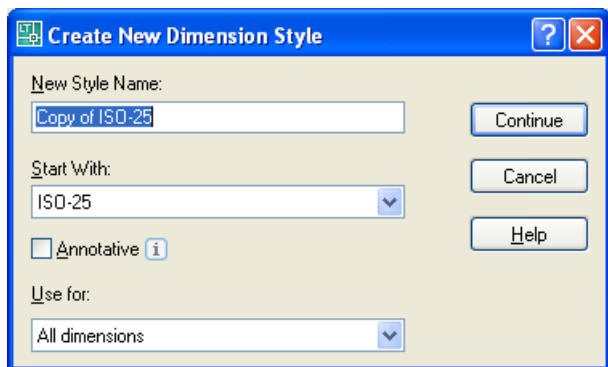 Create New Dimension Style
New Style Name:
Copy of ISO-25
Continue
Start With:
Cancel
ISO-25
Help
Annotative
Use for:
All dimensions